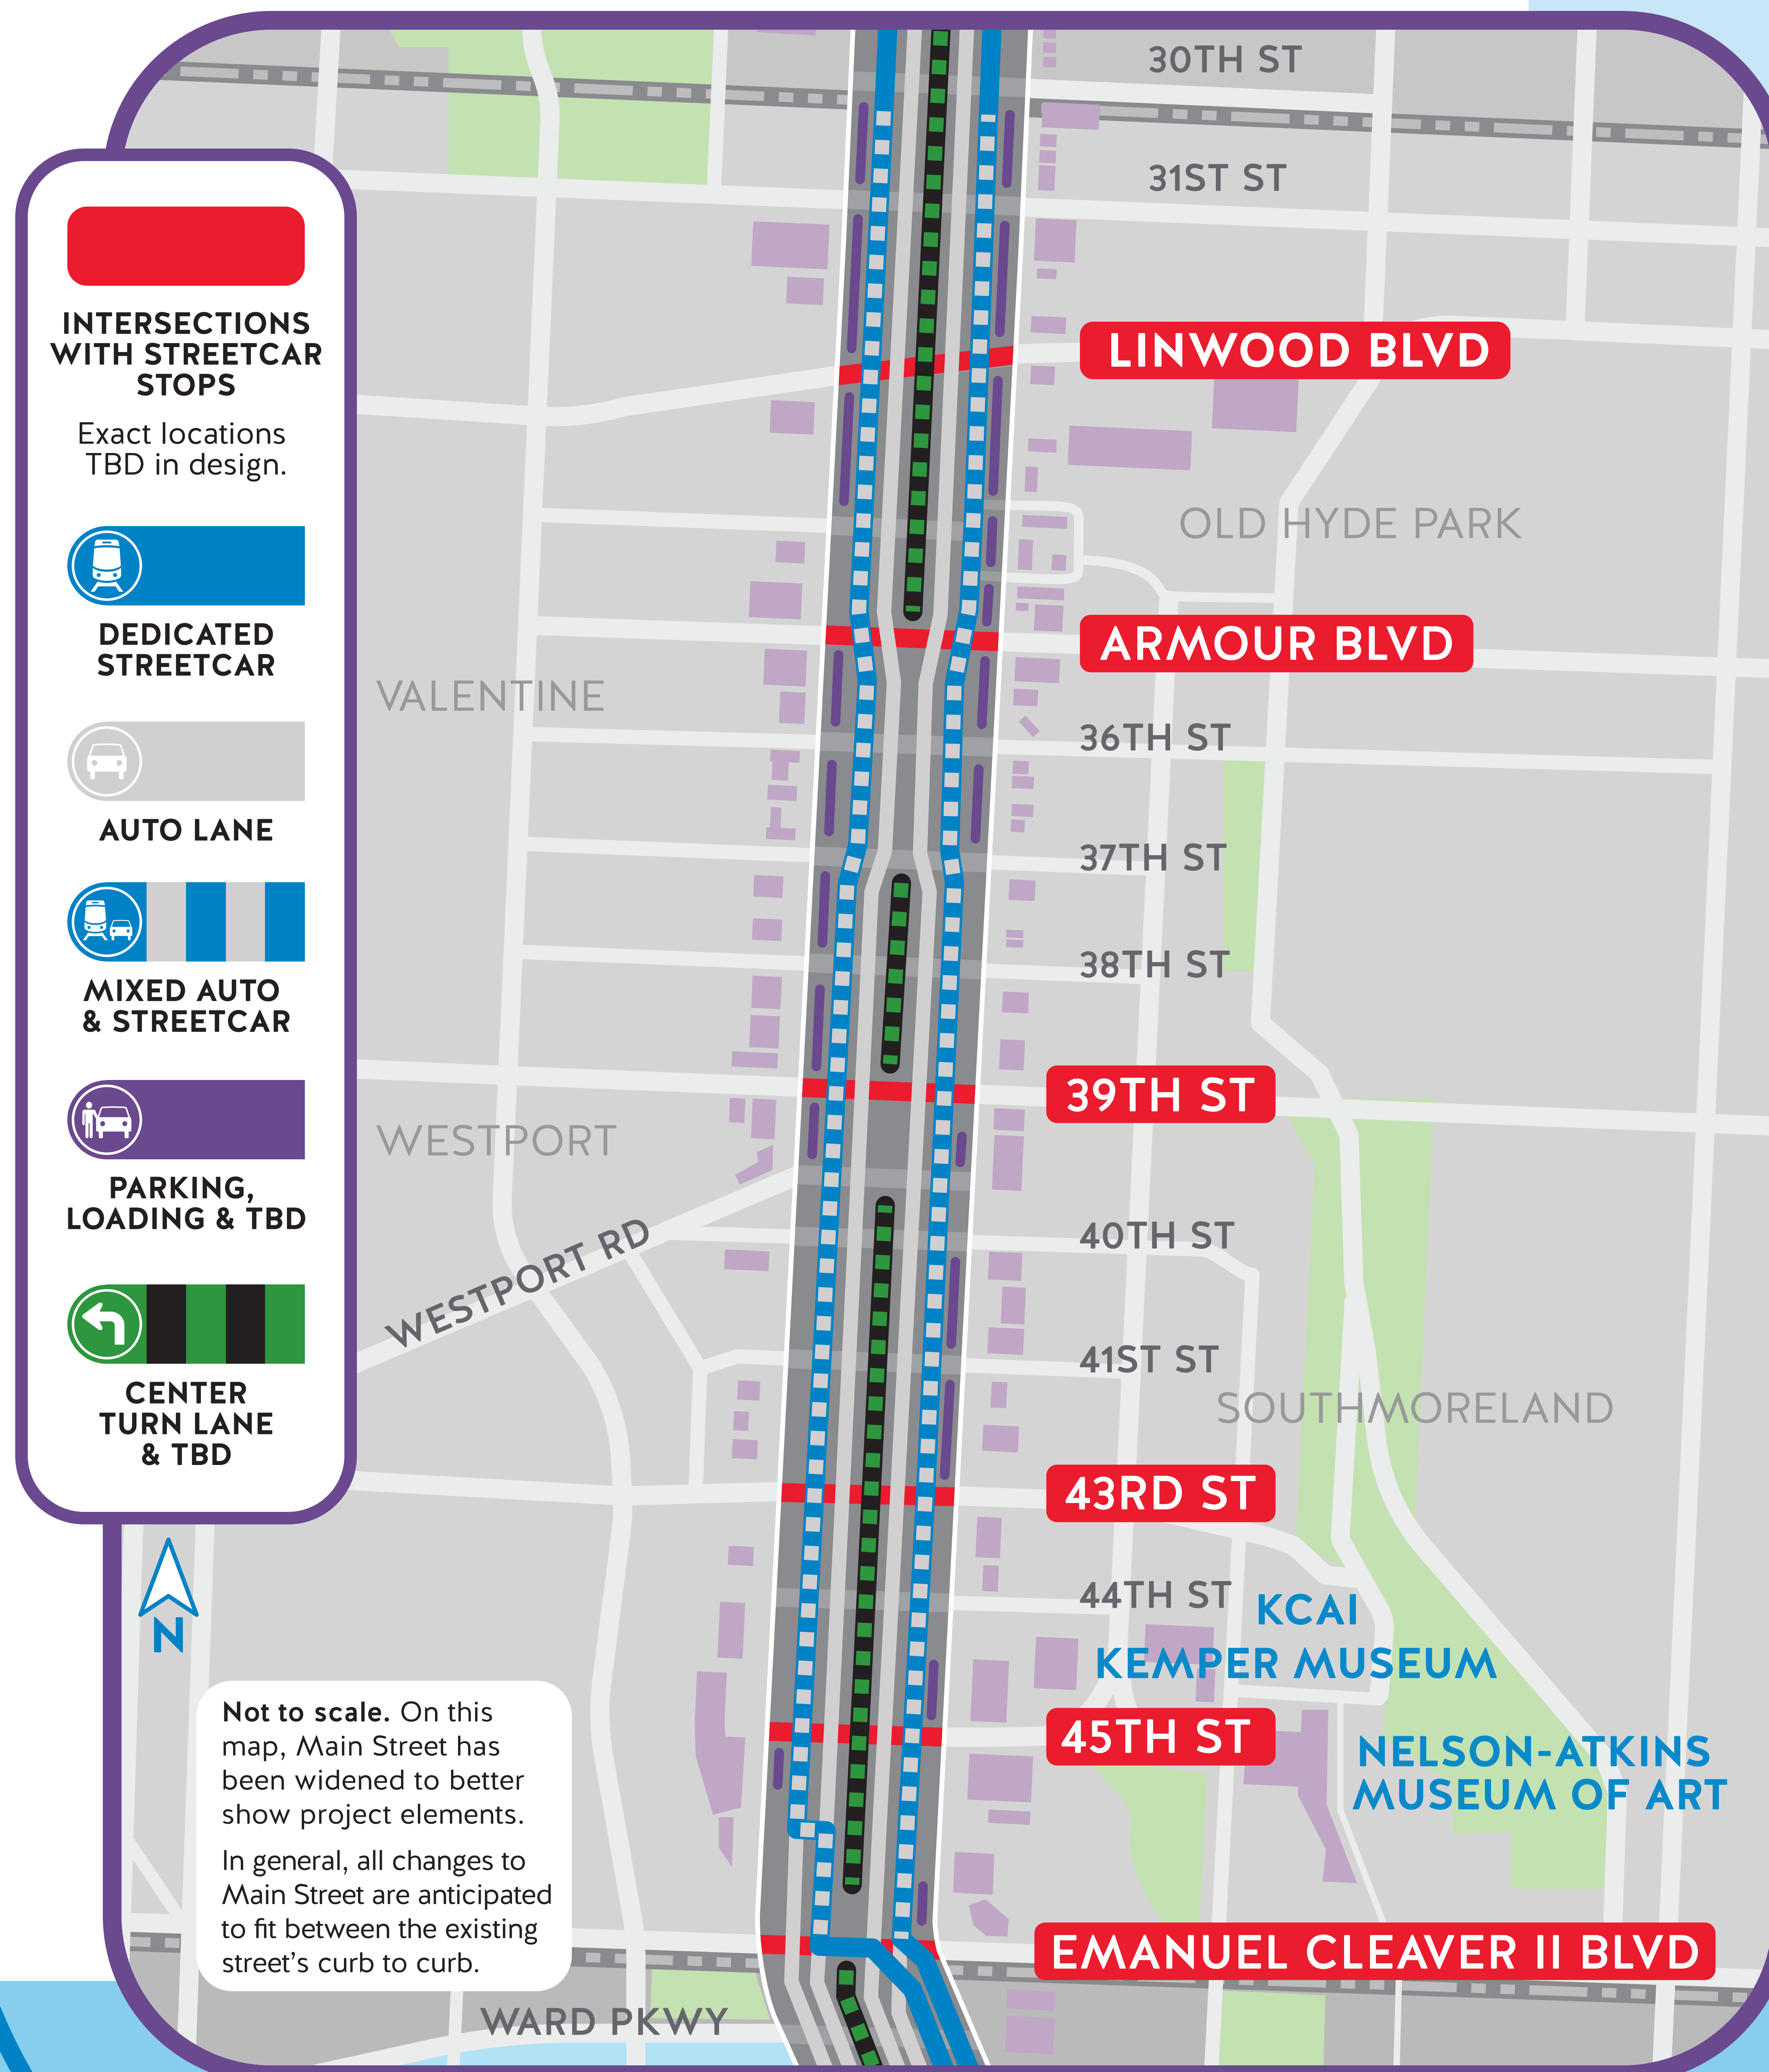 INTERSECTIONS
WITH STREETCAR
STOPS
Exact locations
TBD in design.
DEDICATED
STREETCAR
AUTO LANE
MIXED AUTO
& STREETCAR
PARKING,
LOADING & TBD
CENTER
TURN LANE
& TBD
30TH ST
31ST ST
LINWOOD BLVD
OLD HYDE PARK
ARMOUR BLVD
VALENTINE
36TH ST
37TH ST
38TH ST
39TH ST
WESTPORT
WESTPORT RD
40TH ST
41ST ST
SOUTHMORELAND
43RD ST
44TH ST
KCAI
KEMPER MUSEUM
45TH ST
NELSON-ATKINS
MUSEUM OF ART
EMANUEL CLEAVER II BLVD
WARD PKWY
N
Not to scale. On this
map, Main Street has
been widened to better
show project elements.
In general, all changes to
Main Street are anticipated
to fit between the existing
street's curb to curb.